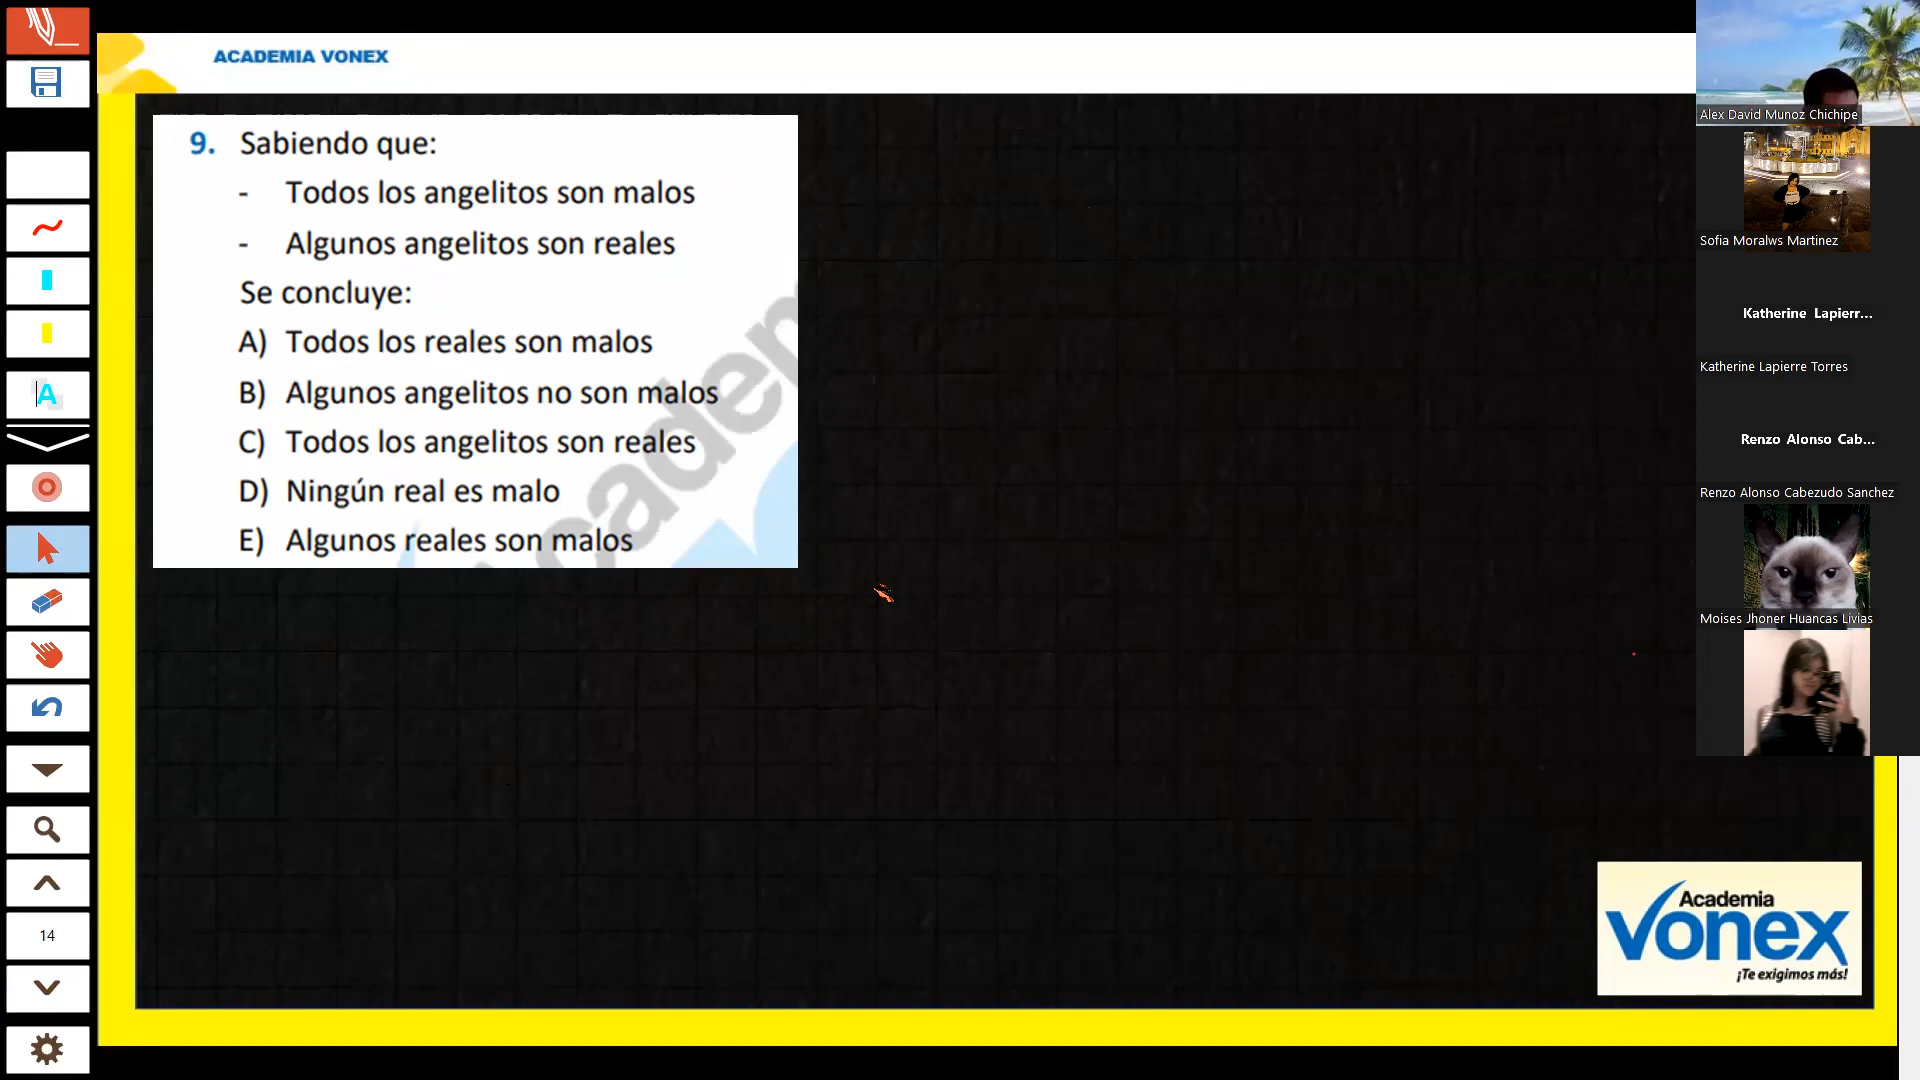 ACADEMIA VONEX
9. Sabiendo que:
- Todos los angelitos son malos
- Algunos angelitos son reales
Se concluye:
A) Todos los reales son malos
B) Algunos angelitos no son malos
C) Todos los angelitos son reales
D) Ningún real es malo
E) Algunos reales son malos
Academ
A
14
Alex David Munoz Chichipe
Sofia Moralws Martinez
Katherine Lapierr...
Katherine Lapierre Torres
Renzo Alonso Cab...
Renzo Alonso Cabezudo Sanchez
Moises Jhoner Huancas Livias
Academia
Vonex
¡Te exigimos más!